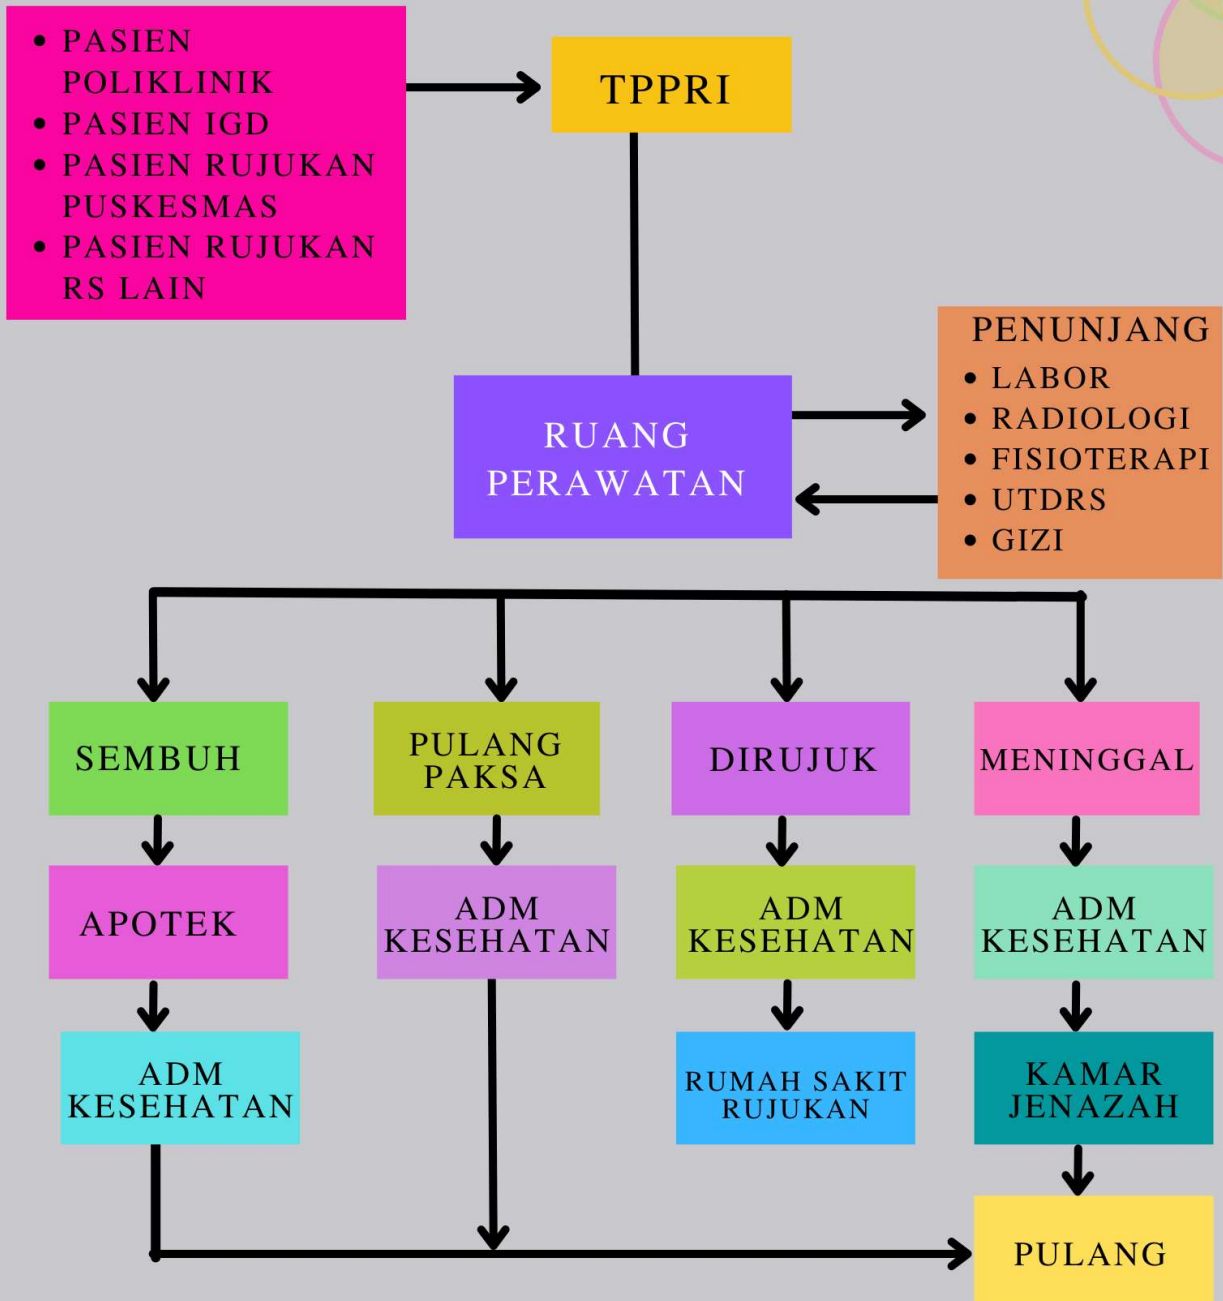 • PASIEN
POLIKLINIK
• PASIEN IGD
• PASIEN RUJUKAN
PUSKESMAS
• PASIEN RUJUKAN
RS LAIN
TPPRI
RUANG
PERAWATAN
PENUNJANG
• LABOR
• RADIOLOGI
• FISIOTERAPI
• UTDRS
• GIZI
SEMBUH
PULANG
PAKSA
DIRUJUK
MENINGGAL
APOTEK
ADM
KESEHATAN
ADM
KESEHATAN
ADM
KESEHATAN
ADM
KESEHATAN
RUMAH SAKIT
RUJUKAN
KAMAR
JENAZAH
PULANG